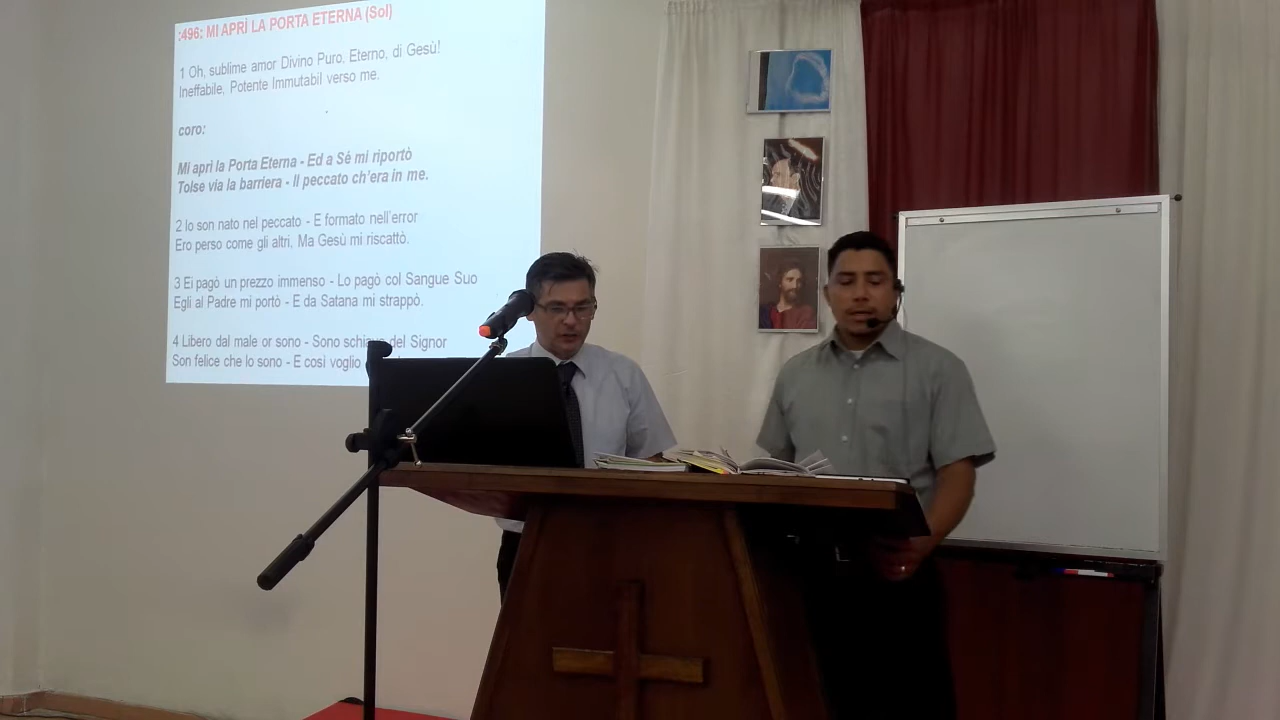 :496: MI APRÌ LA PORTA ETERNA (Sol)
1 Oh, sublime amor Divino Puro, Eterno, di Gesù!
Ineffabile, Potente Immutabil verso me.
coro:
Mi aprì la Porta Eterna - Ed a Sé mi riportò
Tolse via la barriera - Il peccato ch'era in me.
2 Io son nato nel peccato - E formato nell'error
Ero perso come gli altri, Ma Gesù mi riscattò.
3 Ei pagò un prezzo immenso - Lo pagò col Sangue Suo
Egli al Padre mi portò - E da Satana mi strappò.
4 Libero dal male or sono - Sono del Signor
Son felice che lo sono - E così voglio